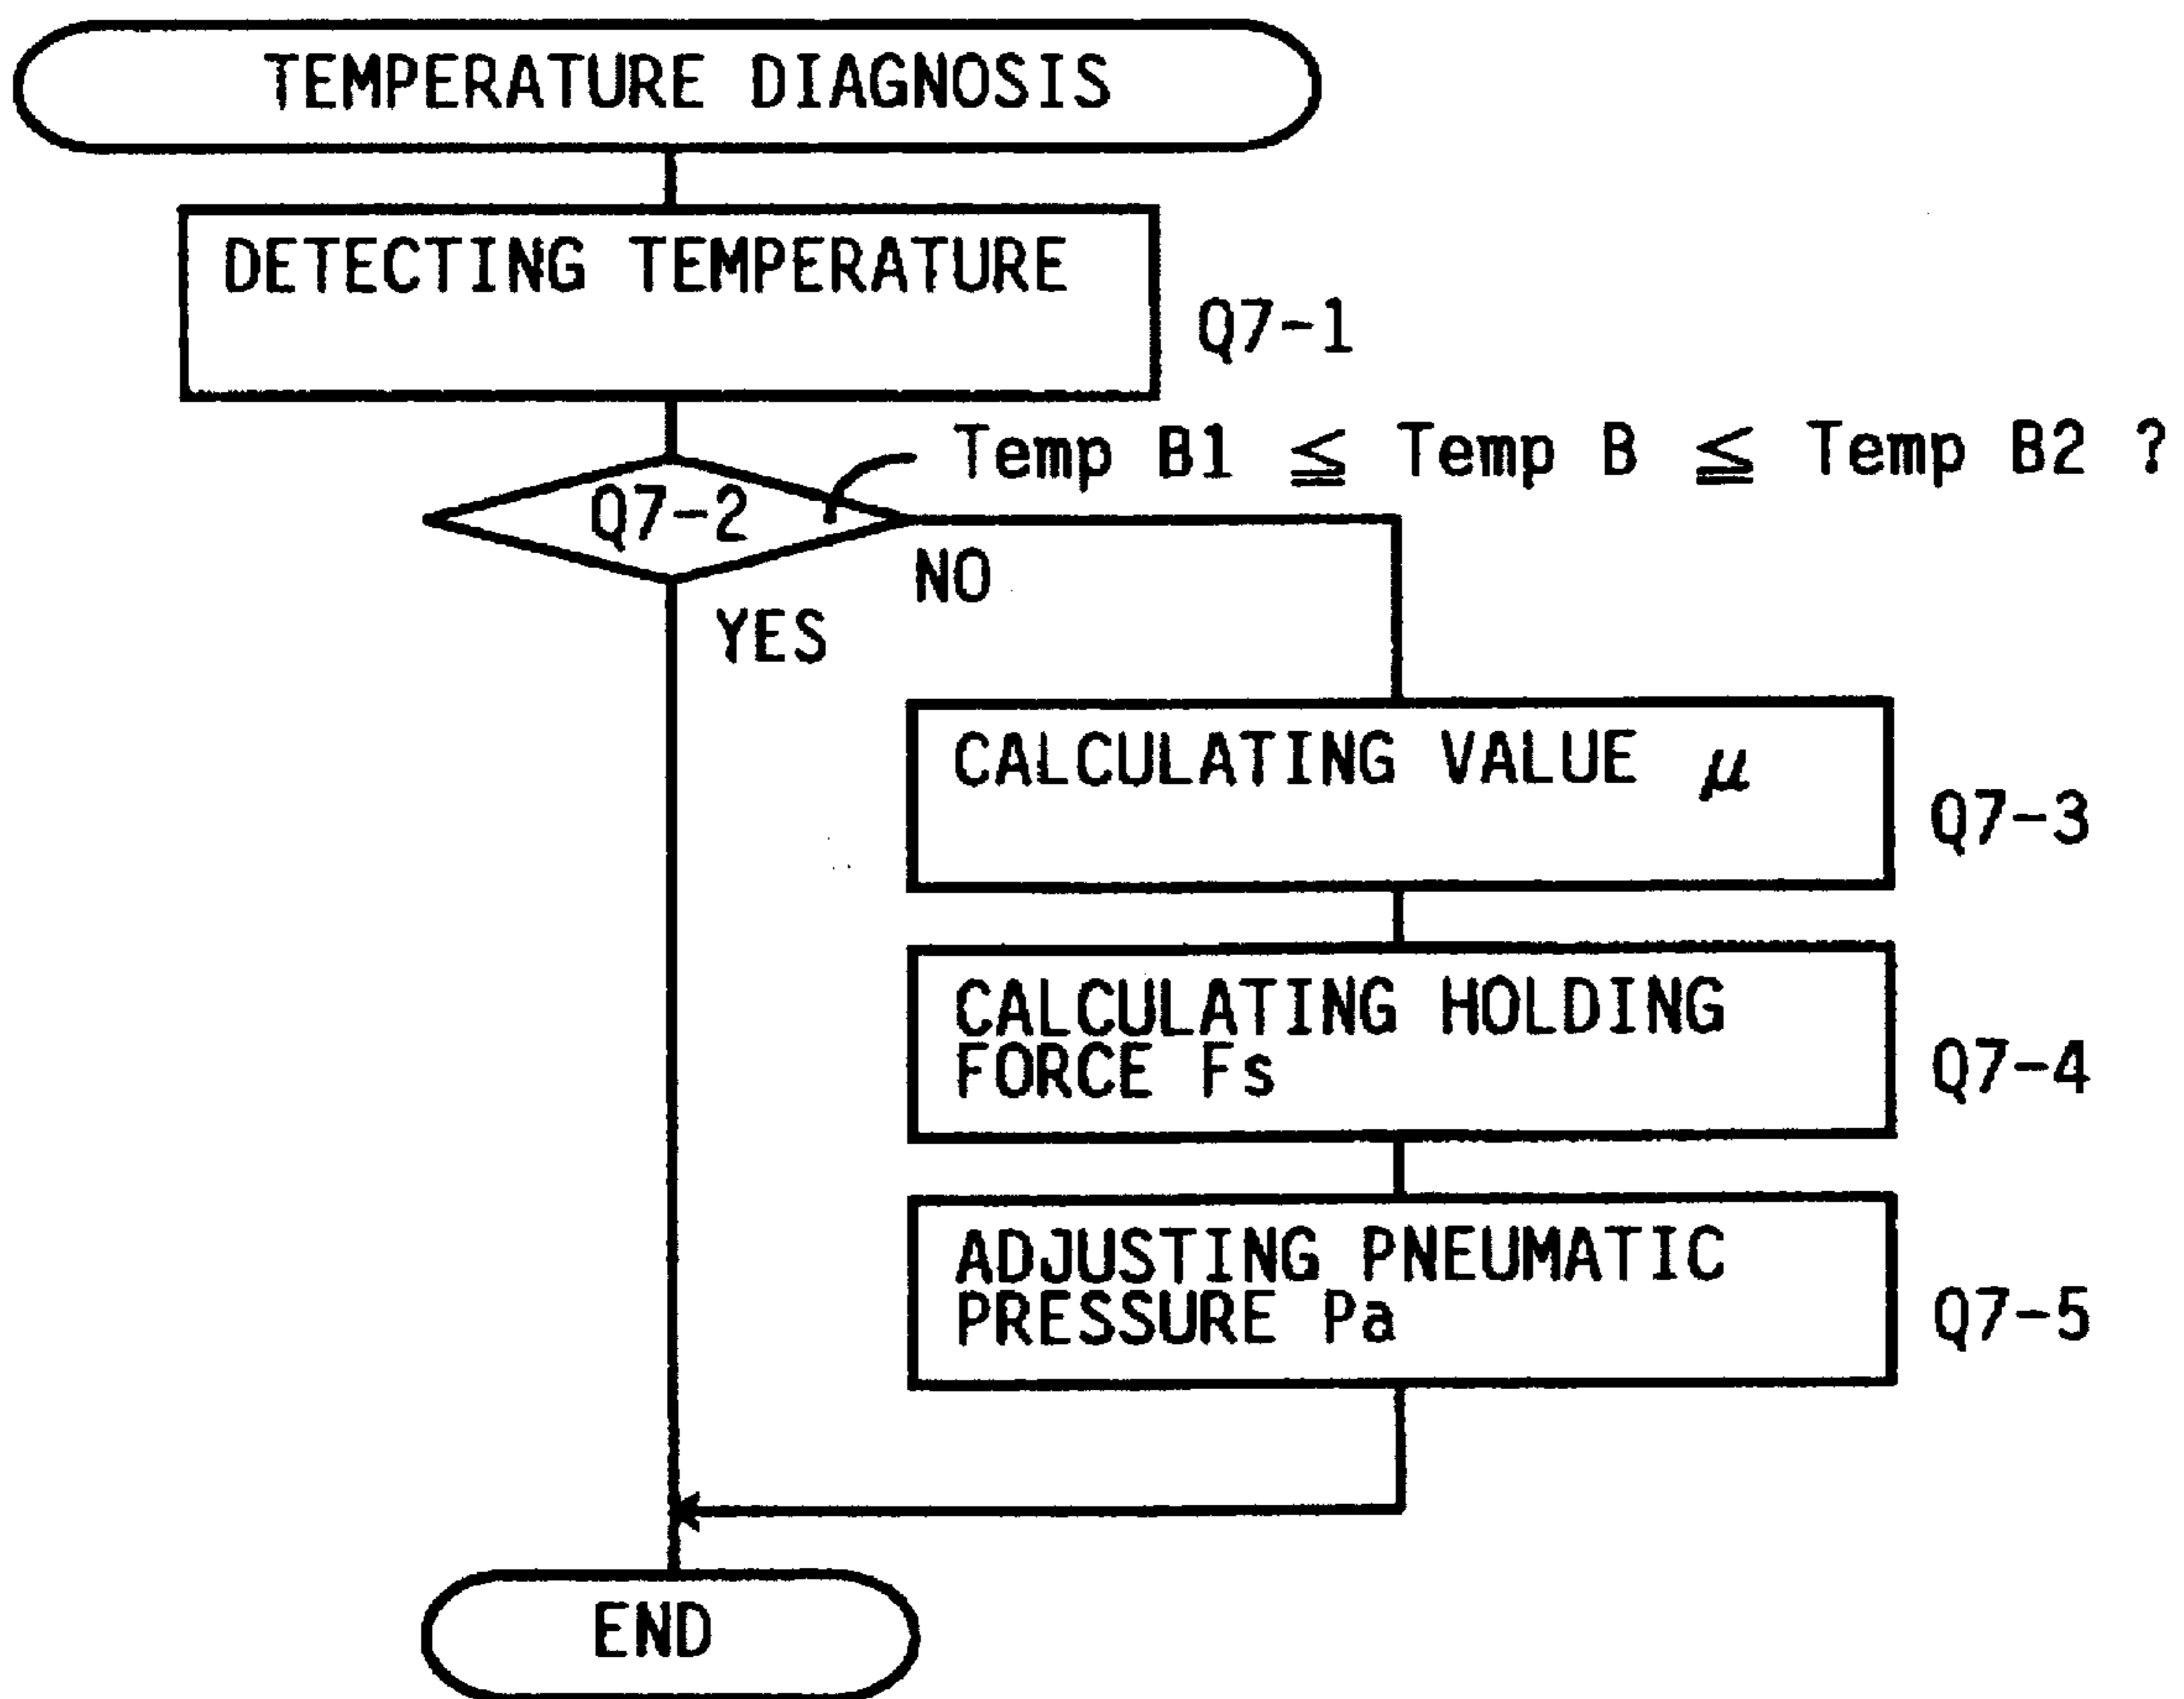 TEMPERATURE DIAGNOSIS
DETECTING TEMPERATURE
Q7-1
Temp B1 ≦ Temp B ≦ Temp B2 ?
Q7-2
NO
YES
CALCULATING VALUE μ
Q7-3
CALCULATING HOLDING
FORCE Fs
Q7-4
ADJUSTING PNEUMATIC
PRESSURE Pa
Q7-5
END